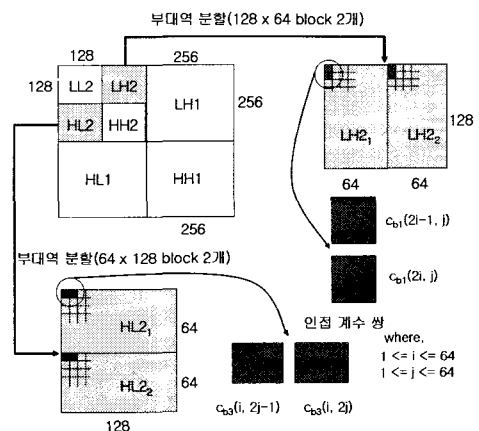 부대역 분할(128 x 64 block 2개)
128
256
128
LL2
LH2
LH1
256
HL2
HH2
HL1
HH1
256
LH2₁
LH2₂
128
64
64
c_b1(2i-1, j)
c_b1(2i, j)
부대역 분할(64 x 128 block 2개)
HL2₁
64
HL2₂
64
128
인접 계수 쌍
where,
1 <= i <= 64
1 <= j <= 64
c_b3(i, 2j-1)
c_b3(i, 2j)